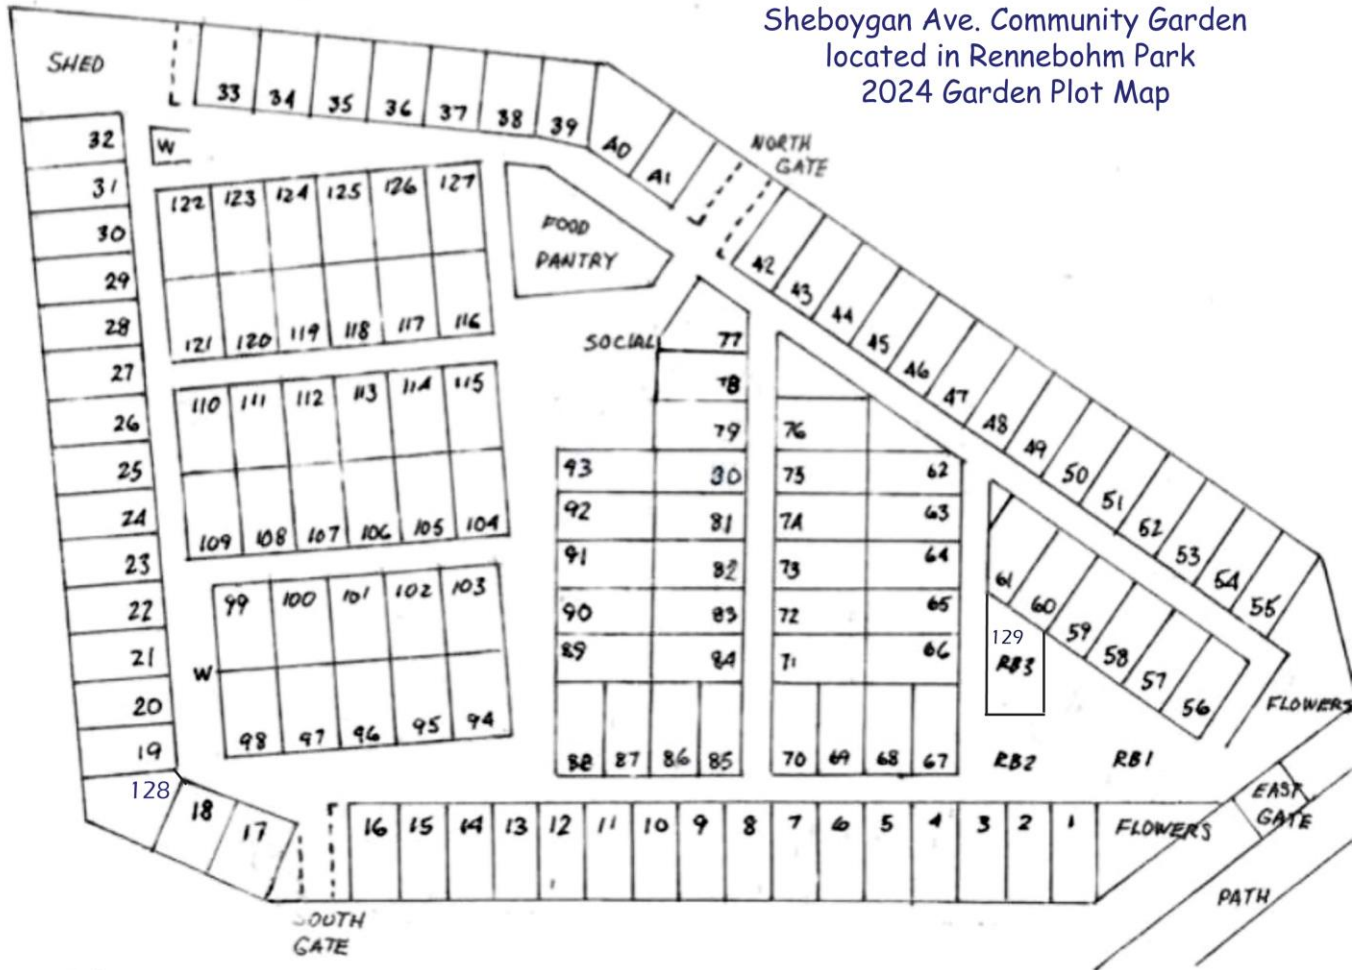 Sheboygan Ave. Community Garden
located in Rennebohm Park
2024 Garden Plot Map
SHED
33 34 35 36 37 38 39 40 41
NORTH
GATE
W
32
31
30
29
28
27
26
25
24
23
22
21
20
19
128
18
17
122 123 124 125 126 127
121 120 119 118 117 116
110 111 112 113 114 115
109 108 107 106 105 104
99 100 101 102 103
W
98 97 96 95 94
FOOD
PANTRY
SOCIAL
77
78
79
93 80
92 81
91 82
90 83
89 84
88 87 86 85
76
75 62
74 63
73 64
72 65
71 66
70 69 68 67
42 43 44 45 46 47 48 49 50 51 52 53 54 55
61 60 59 58 57 56
129
RB3
RB2 RB1
FLOWERS
EAST
GATE
16 15 14 13 12 11 10 9 8 7 6 5 4 3 2 1
FLOWERS
PATH
SOUTH
GATE